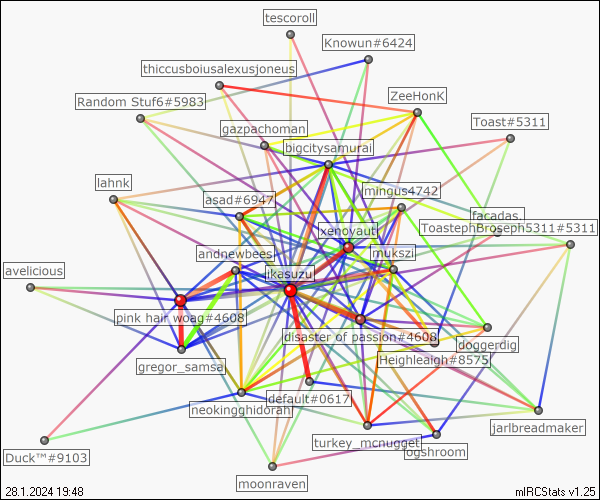 tescoroll
Knowun#6424
thiccusboiusalexusjoneus
ZeeHonK
Random Stuf6#5983
Toast#5311
gazpachoman
bigcitysamurai
lahnk
mingus4742
asad#6947
facadas.
ToastephBroseph5311#5311
xenoyaut
andnewbees
mukszi
avelicious
ikasuzu
pink hair woag#4608
disaster of passion#4608
doggerdig
gregor_samsa
Heighleigh#8575
default#0617
neokingghidorah
jarlbreadmaker
turkey_mcnugget
ogshroom
Duck™#9103
moonraven
28.1.2024 19:48
mIRCStats v1.25